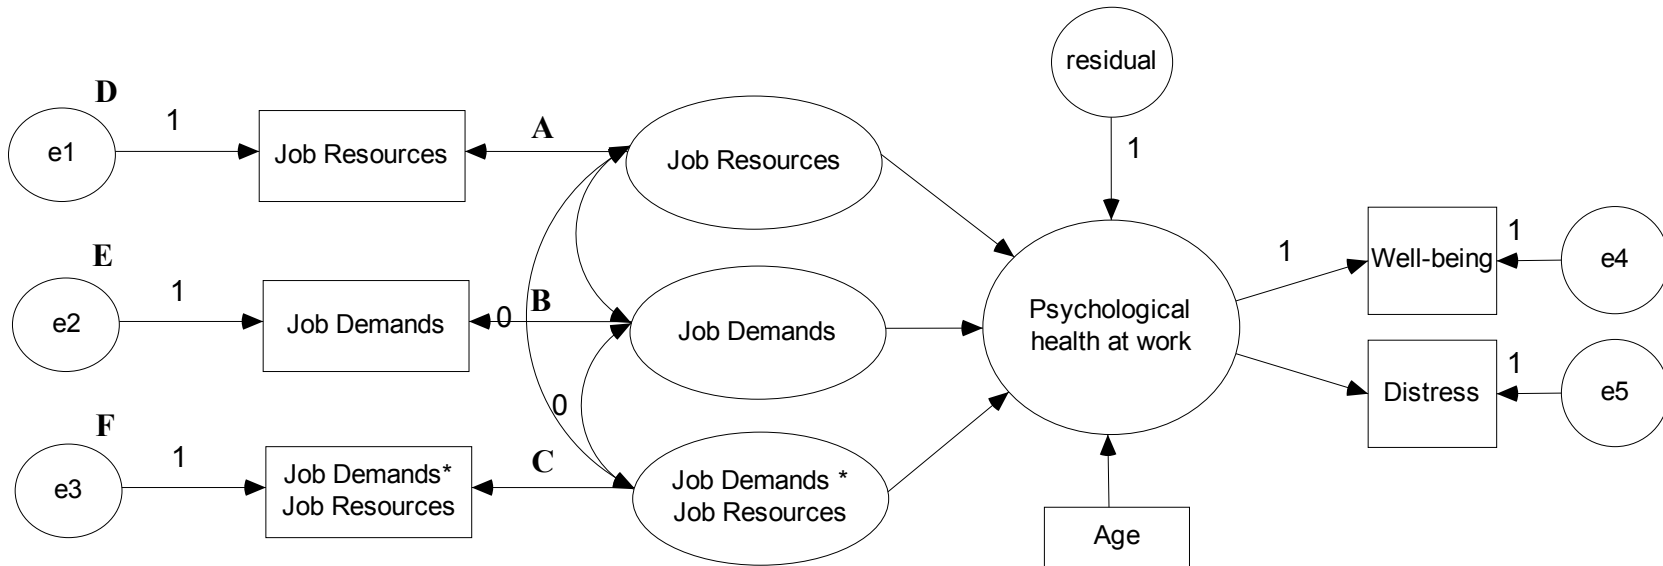 residual
D
1
A
e1
Job Resources
Job Resources
1
E
1
B
0
Well-being
1
1
e4
e2
Job Demands
Job Demands
Psychological
health at work
0
Distress
1
e5
F
1
C
e3
Job Demands*
Job Resources
Job Demands *
Job Resources
Age